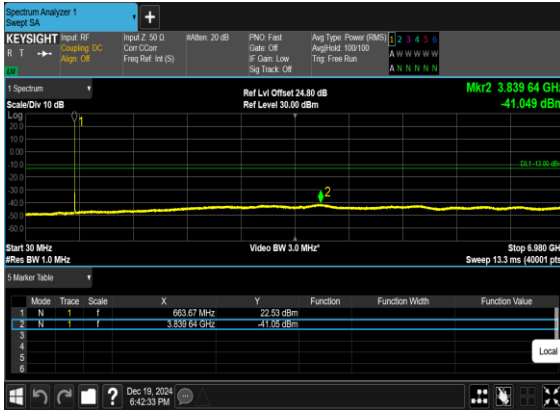 Spectrum Analyzer 1
Swept SA
+
KEYSIGHT Input: RF Input Z: 50 Ω #Atten: 20 dB PNO: Fast Avg Type: Power (RMS) 1 2 3 4 5 6
R T Coupling: DC Corr CCorr Gate: Off Avg|Hold: 100/100 A W W W W W
Align: Off Freq Ref: Int (S) IF Gain: Low Trig: Free Run
Sig Track: Off A N N N N N
1 Spectrum Ref Lvl Offset 24.80 dB Mkr2 3.839 64 GHz
Scale/Div 10 dB Ref Level 30.00 dBm -41.049 dBm
Log
1
20.0
10.0
0.00
-10.0
DL1 -13.00 dBm
-20.0
-30.0
2
-40.0
-50.0
-60.0
Start 30 MHz Video BW 3.0 MHz* Stop 6.980 GH
#Res BW 1.0 MHz Sweep 13.3 ms (40001 pts
5 Marker Table
Mode Trace Scale X Y Function Function Width Function Value
1 N 1 f 663.67 MHz 22.53 dBm
2 N 1 f 3.839 64 GHz -41.05 dBm
3
4
5
6
Local
?
Dec 19, 2024
6:42:33 PM